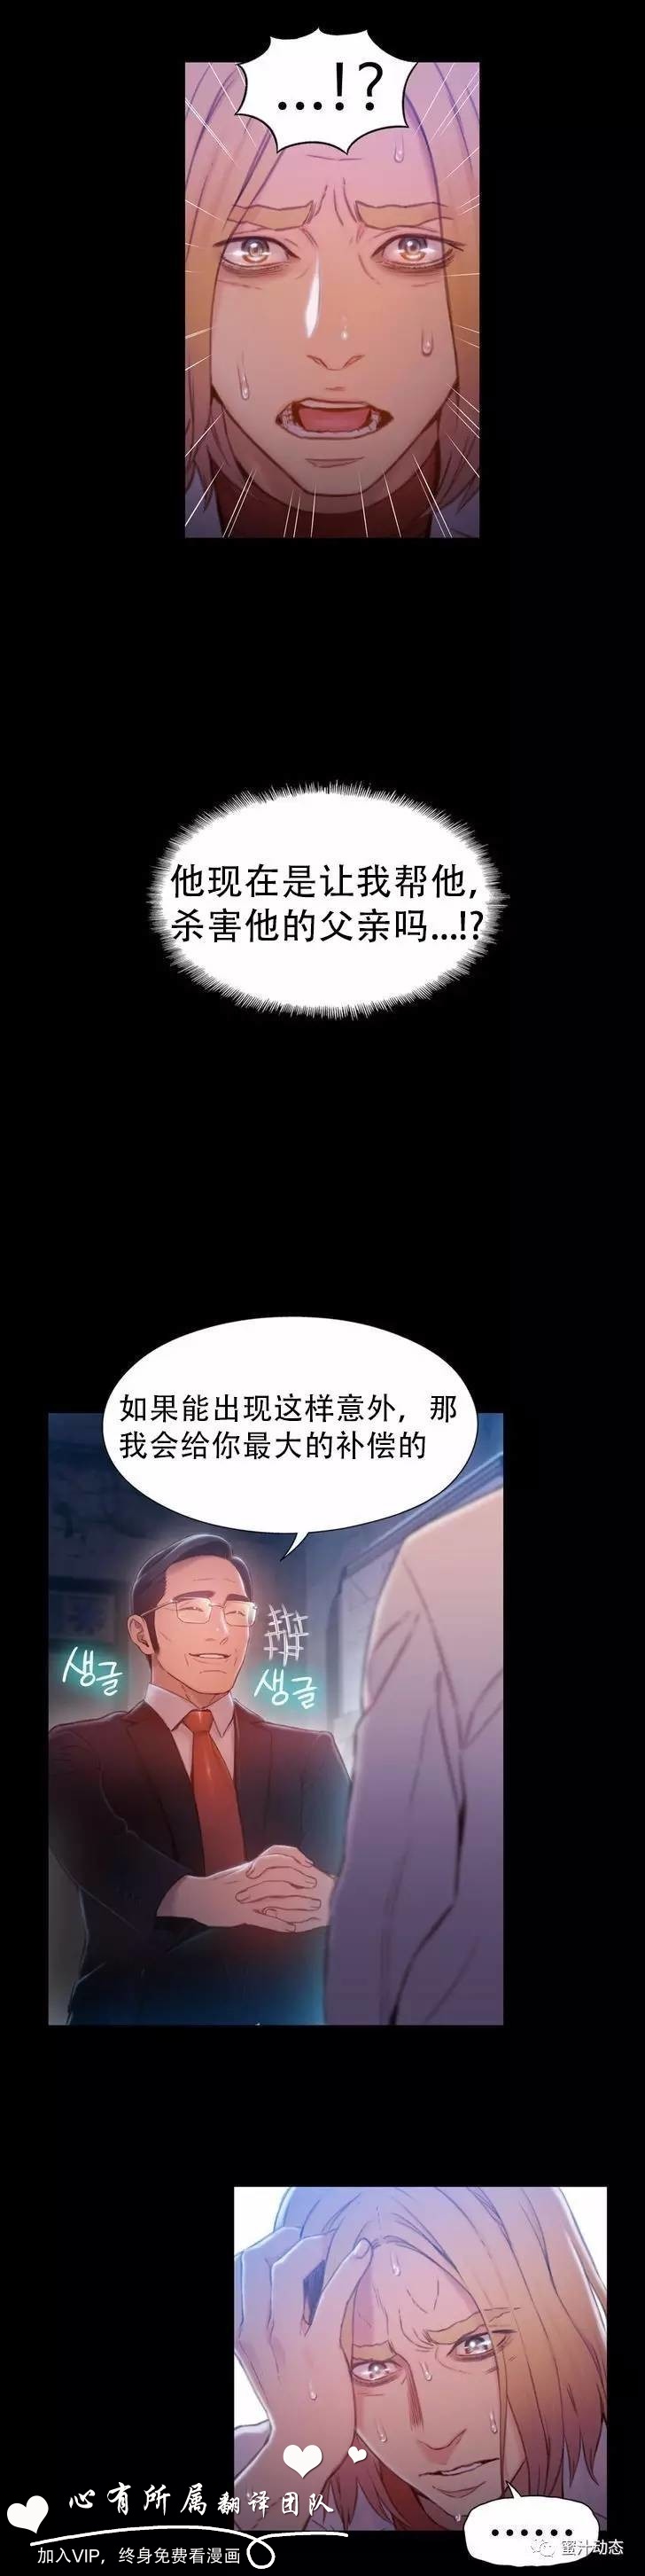 ...!?
他现在是让我帮他,
杀害他的父亲吗...!?
如果能出现这样意外，那
我会给你最大的补偿的
생글
생글
心有所属翻译团队
加入VIP，终身免费看漫画
......
蜜汁动态